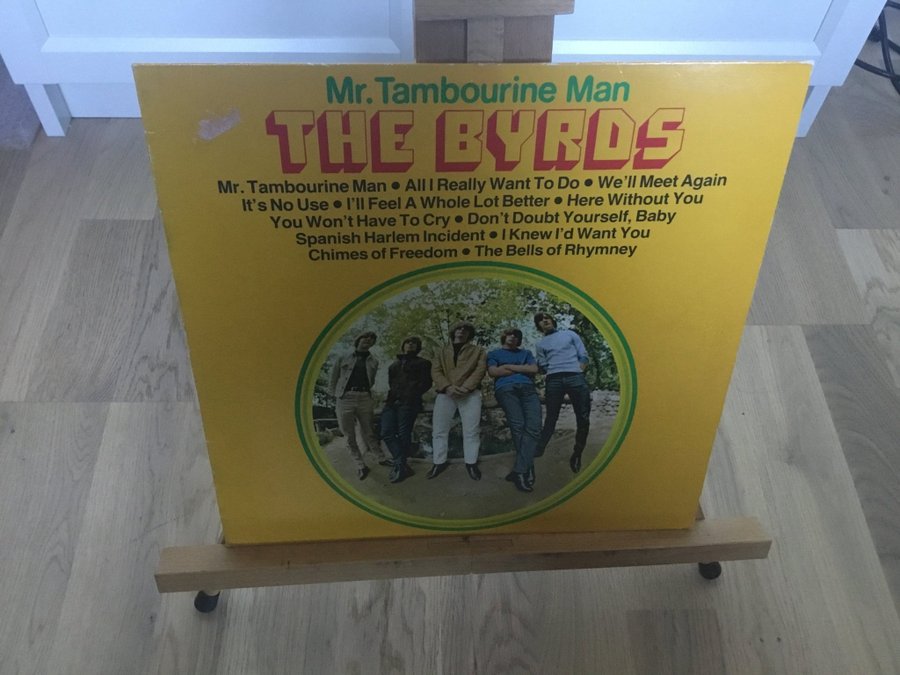 Mr. Tambourine Man
THE BYRDS
Mr. Tambourine Man • All I Really Want To Do • We'll Meet Again
It's No Use • I'll Feel A Whole Lot Better • Here Without You
You Won't Have To Cry • Don't Doubt Yourself, Baby
Spanish Harlem Incident • I Knew I'd Want You
Chimes of Freedom • The Bells of Rhymney